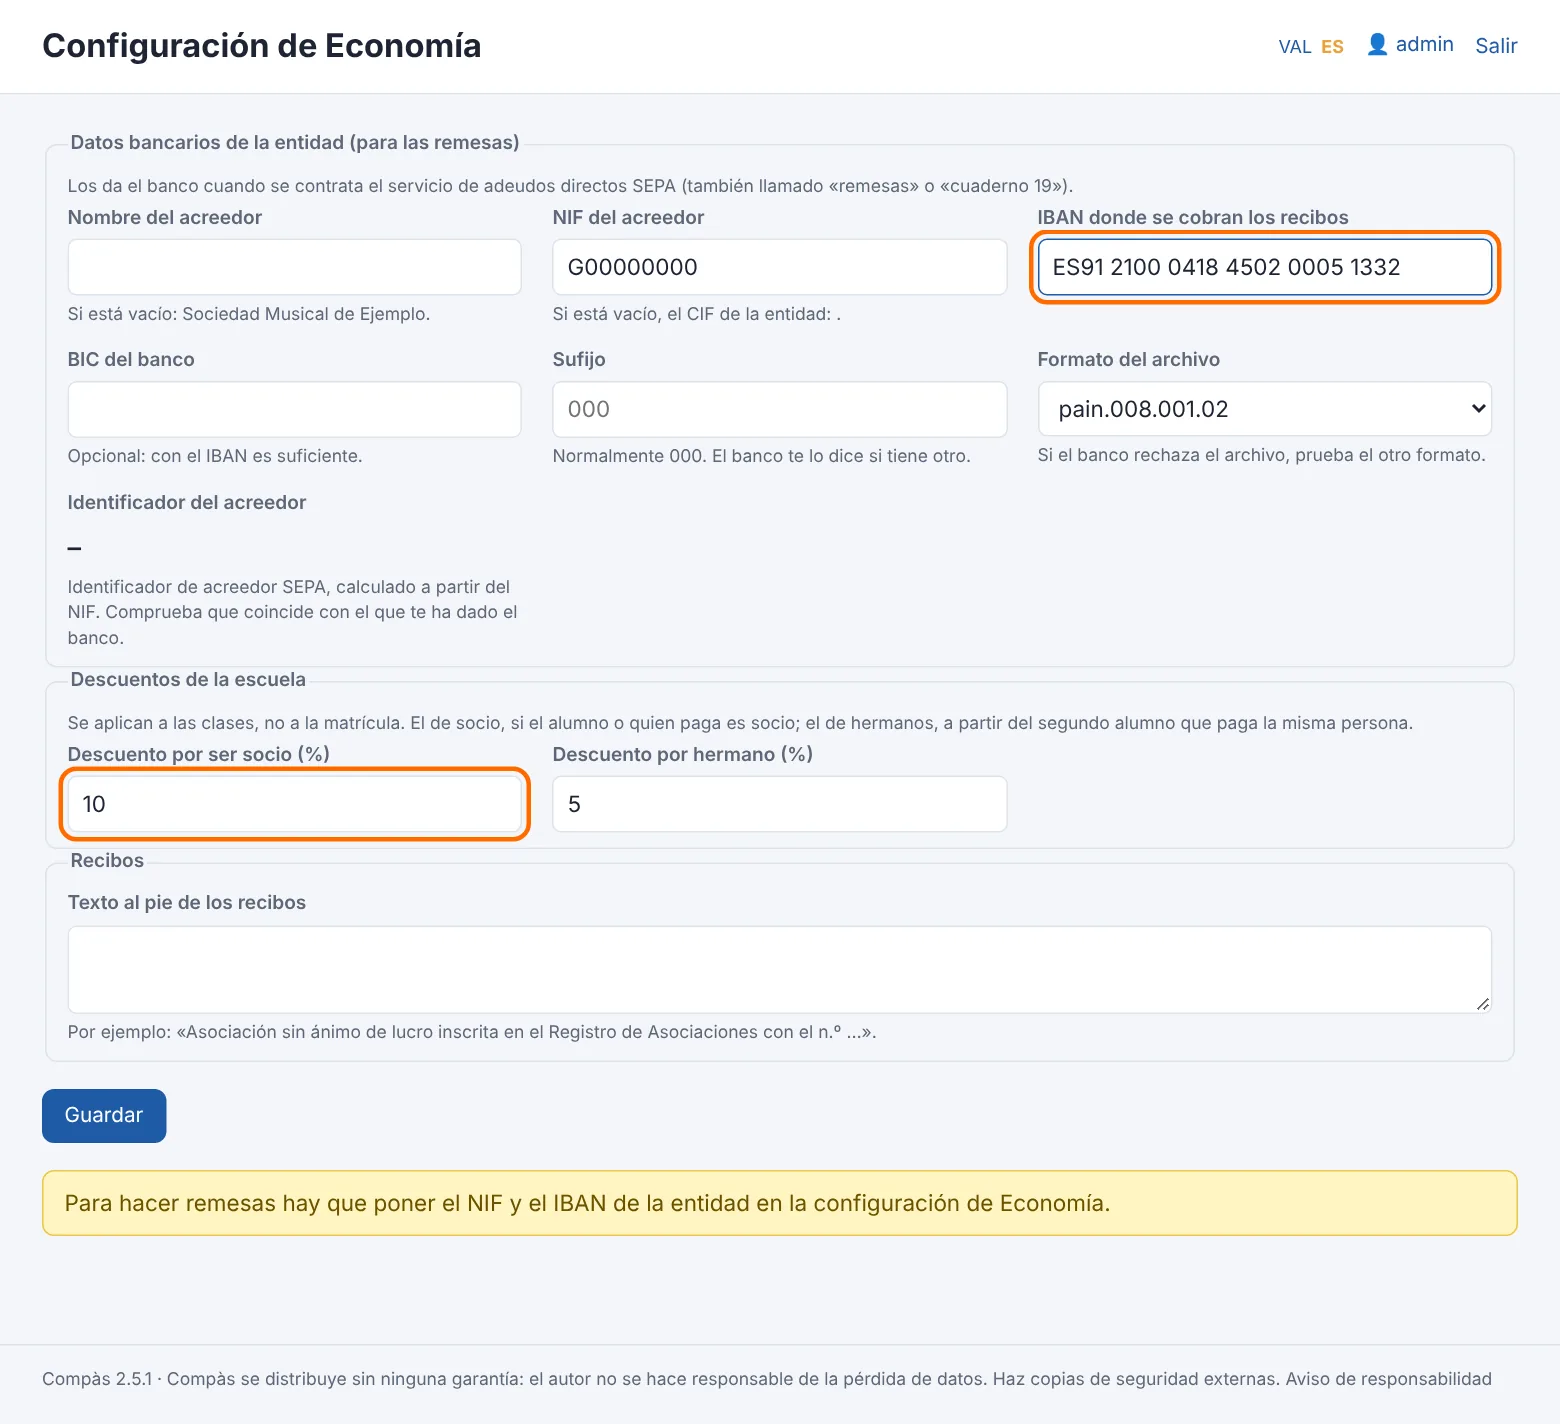 Configuración de Economía
VAL ES admin Salir
Datos bancarios de la entidad (para las remesas)
Los da el banco cuando se contrata el servicio de adeudos directos SEPA (también llamado «remesas» o «cuaderno 19»).
Nombre del acreedor
NIF del acreedor
IBAN donde se cobran los recibos
G00000000
ES91 2100 0418 4502 0005 1332
Si está vacío: Sociedad Musical de Ejemplo.
Si está vacío, el CIF de la entidad: .
BIC del banco
Sufijo
Formato del archivo
000
pain.008.001.02
Opcional: con el IBAN es suficiente.
Normalmente 000. El banco te lo dice si tiene otro.
Si el banco rechaza el archivo, prueba el otro formato.
Identificador del acreedor
–
Identificador de acreedor SEPA, calculado a partir del
NIF. Comprueba que coincide con el que te ha dado el
banco.
Descuentos de la escuela
Se aplican a las clases, no a la matrícula. El de socio, si el alumno o quien paga es socio; el de hermanos, a partir del segundo alumno que paga la misma persona.
Descuento por ser socio (%)
Descuento por hermano (%)
10
5
Recibos
Texto al pie de los recibos
Por ejemplo: «Asociación sin ánimo de lucro inscrita en el Registro de Asociaciones con el n.º ...».
Guardar
Para hacer remesas hay que poner el NIF y el IBAN de la entidad en la configuración de Economía.
Compàs 2.5.1 · Compàs se distribuye sin ninguna garantía: el autor no se hace responsable de la pérdida de datos. Haz copias de seguridad externas. Aviso de responsabilidad